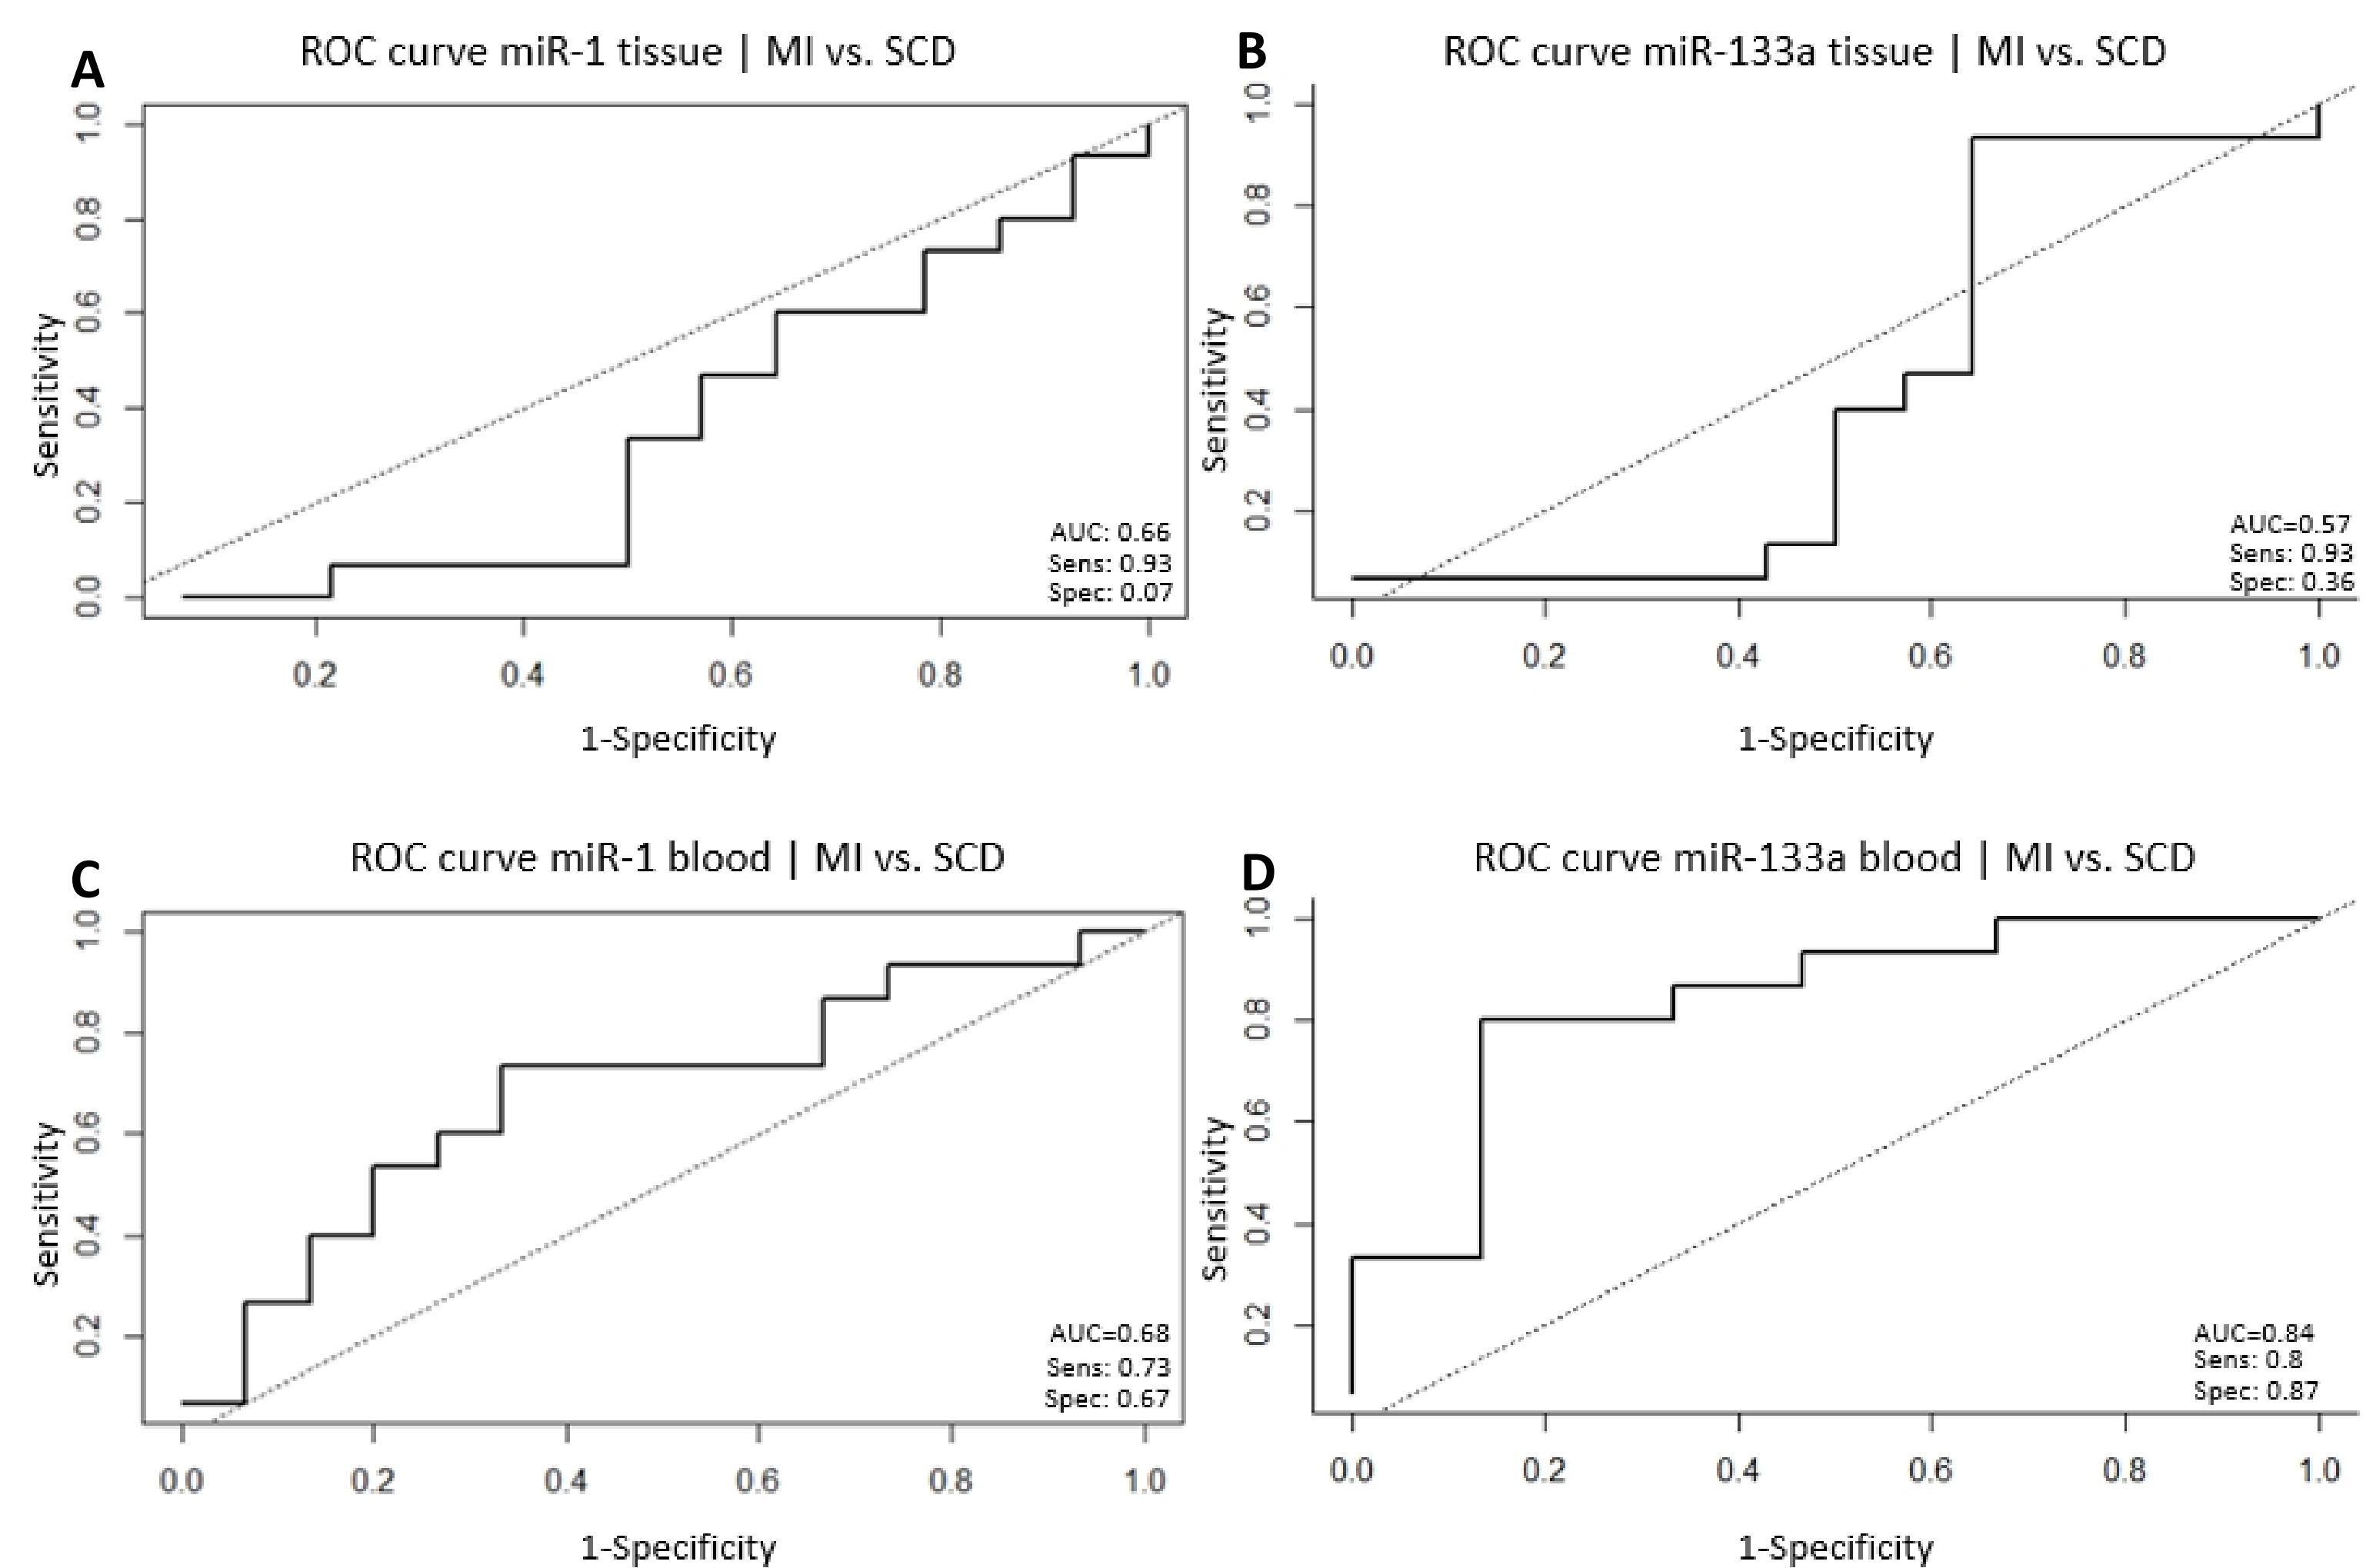 A
ROC curve miR-1 tissue | MI vs. SCD
Sensitivity
1.0
0.8
0.6
0.4
0.2
0.0
AUC: 0.66
Sens: 0.93
Spec: 0.07
0.2 0.4 0.6 0.8 1.0
1-Specificity
B
ROC curve miR-133a tissue | MI vs. SCD
Sensitivity
1.0
0.8
0.6
0.4
0.2
AUC=0.57
Sens: 0.93
Spec: 0.36
0.0 0.2 0.4 0.6 0.8 1.0
1-Specificity
C
ROC curve miR-1 blood | MI vs. SCD
Sensitivity
1.0
0.8
0.6
0.4
0.2
AUC=0.68
Sens: 0.73
Spec: 0.67
0.0 0.2 0.4 0.6 0.8 1.0
1-Specificity
D
ROC curve miR-133a blood | MI vs. SCD
Sensitivity
1.0
0.8
0.6
0.4
0.2
AUC=0.84
Sens: 0.8
Spec: 0.87
0.0 0.2 0.4 0.6 0.8 1.0
1-Specificity